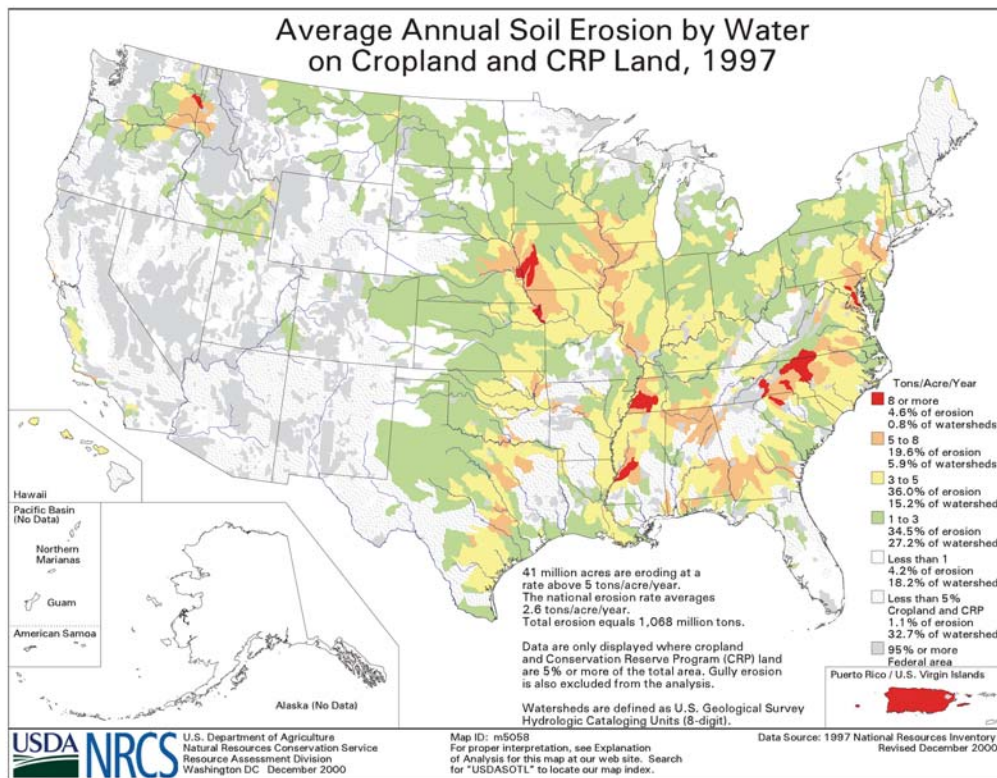 Average Annual Soil Erosion by Water
on Cropland and CRP Land, 1997
Tons/Acre/Year
8 or more
4.6% of erosion
0.8% of watersheds
5 to 8
19.6% of erosion
5.9% of watersheds
3 to 5
36.0% of erosion
15.2% of watershed
1 to 3
34.5% of erosion
27.2% of watershed
Less than 1
4.2% of erosion
18.2% of watershed
Less than 5%
Cropland and CRP
1.1% of erosion
32.7% of watershed
95% or more
Federal area
Hawaii
Pacific Basin
(No Data)
Northern
Marianas
Guam
American Samoa
Alaska (No Data)
41 million acres are eroding at a
rate above 5 tons/acre/year.
The national erosion rate averages
2.6 tons/acre/year.
Total erosion equals 1,068 million tons.
Data are only displayed where cropland
and Conservation Reserve Program (CRP) land
are 5% or more of the total area. Gully erosion
is also excluded from the analysis.
Watersheds are defined as U.S. Geological Survey
Hydrologic Cataloging Units (8-digit).
Puerto Rico / U.S. Virgin Islands
USDA NRCS
U.S. Department of Agriculture
Natural Resources Conservation Service
Resource Assessment Division
Washington DC December 2000
Map ID: m5058
For proper interpretation, see Explanation
of Analysis for this map at our web site. Search
for "USDASOTL" to locate our map index.
Data Source: 1997 National Resources Inventory
Revised December 2000